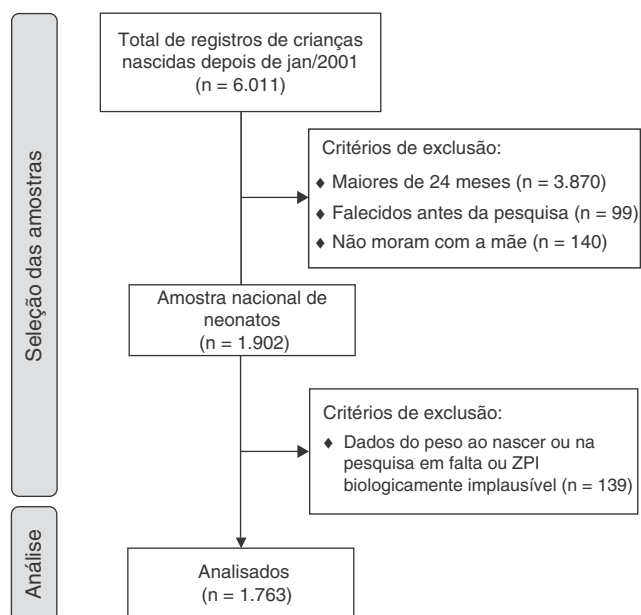 Seleção das amostras
Total de registros de crianças
nascidas depois de jan/2001
(n = 6.011)
Critérios de exclusão:
♦ Maiores de 24 meses (n = 3.870)
♦ Falecidos antes da pesquisa (n = 99)
♦ Não moram com a mãe (n = 140)
Amostra nacional de
neonatos
(n = 1.902)
Critérios de exclusão:
♦ Dados do peso ao nascer ou na
pesquisa em falta ou ZPI
biologicamente implausível (n = 139)
Análise
Analisados
(n = 1.763)